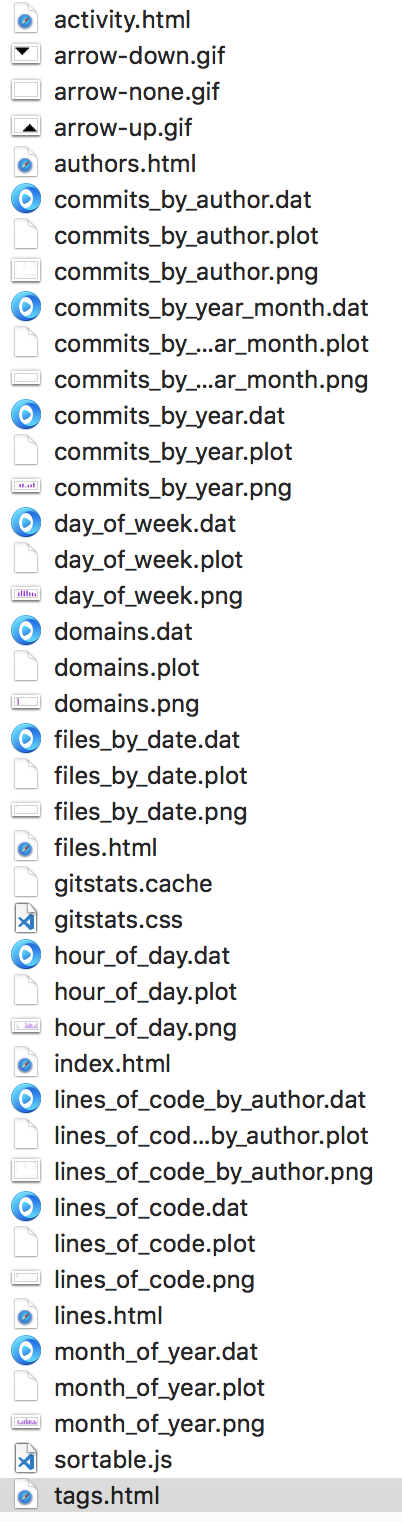 activity.html
arrow-down.gif
arrow-none.gif
arrow-up.gif
authors.html
commits_by_author.dat
commits_by_author.plot
commits_by_author.png
commits_by_year_month.dat
commits_by_...ar_month.plot
commits_by_...ar_month.png
commits_by_year.dat
commits_by_year.plot
commits_by_year.png
day_of_week.dat
day_of_week.plot
day_of_week.png
domains.dat
domains.plot
domains.png
files_by_date.dat
files_by_date.plot
files_by_date.png
files.html
gitstats.cache
gitstats.css
hour_of_day.dat
hour_of_day.plot
hour_of_day.png
index.html
lines_of_code_by_author.dat
lines_of_cod...by_author.plot
lines_of_code_by_author.png
lines_of_code.dat
lines_of_code.plot
lines_of_code.png
lines.html
month_of_year.dat
month_of_year.plot
month_of_year.png
sortable.js
tags.html